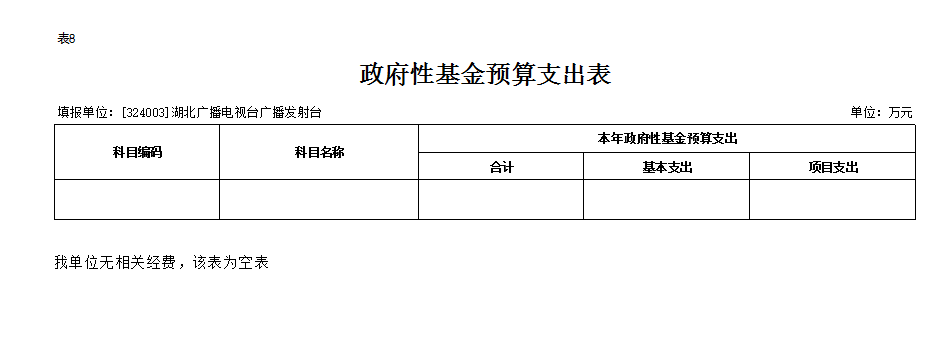 表8
政府性基金预算支出表
填报单位：[324003]湖北广播电视台广播发射台 单位：万元
科目编码 科目名称 本年政府性基金预算支出
合计 基本支出 项目支出
我单位无相关经费，该表为空表